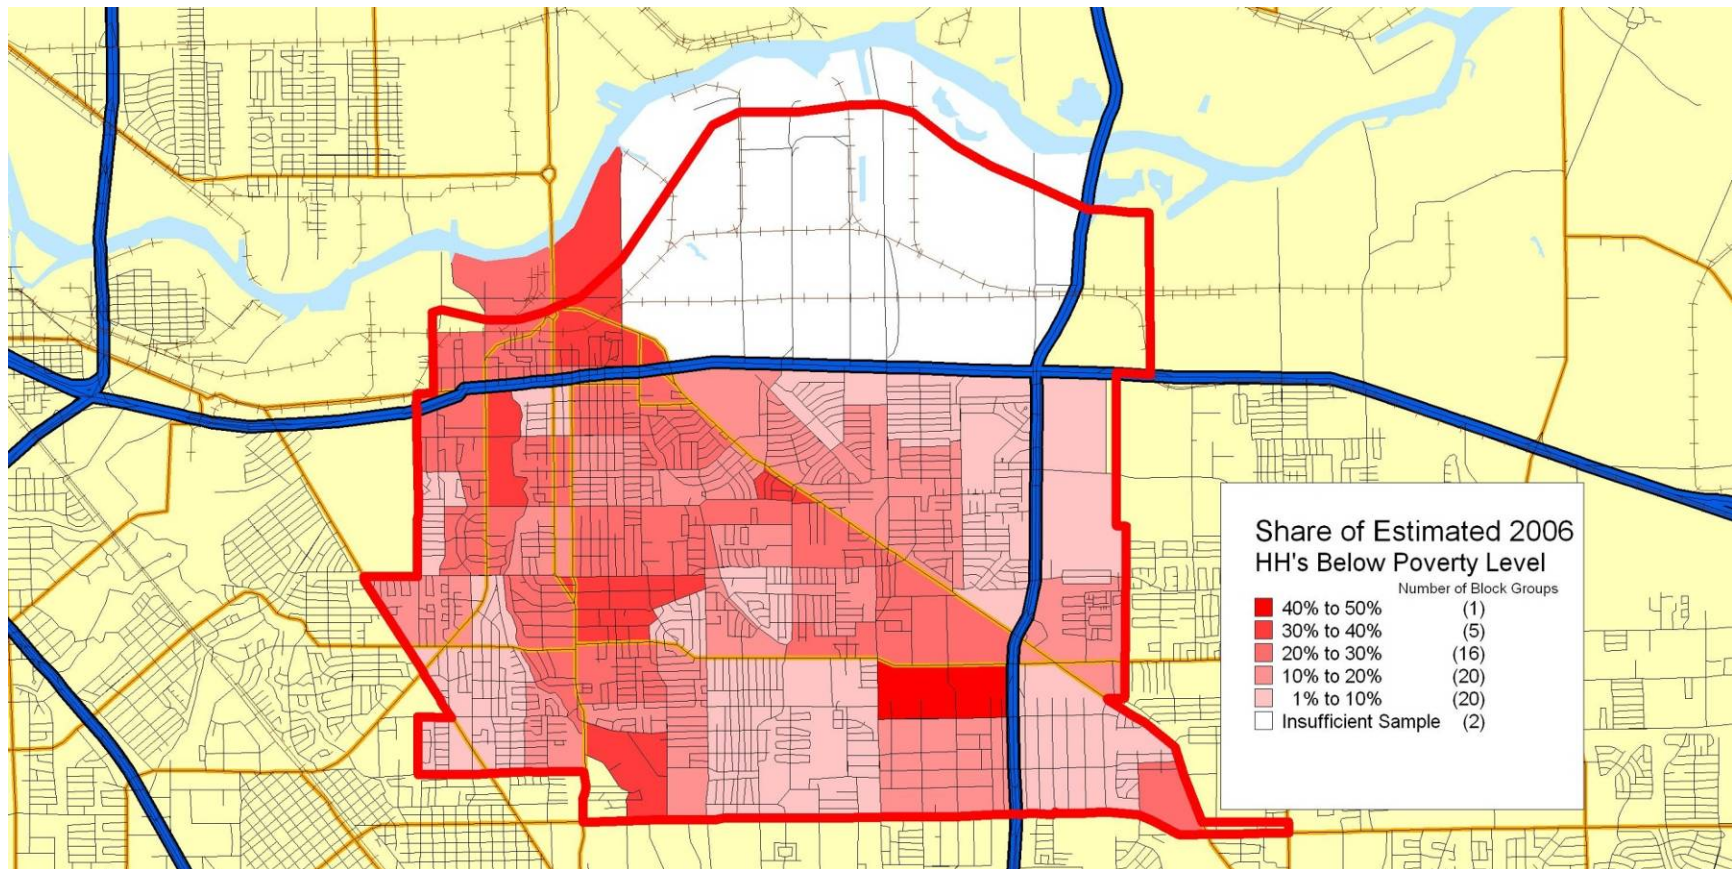 Share of Estimated 2006
HH's Below Poverty Level
Number of Block Groups
40% to 50% (1)
30% to 40% (5)
20% to 30% (16)
10% to 20% (20)
1% to 10% (20)
Insufficient Sample (2)